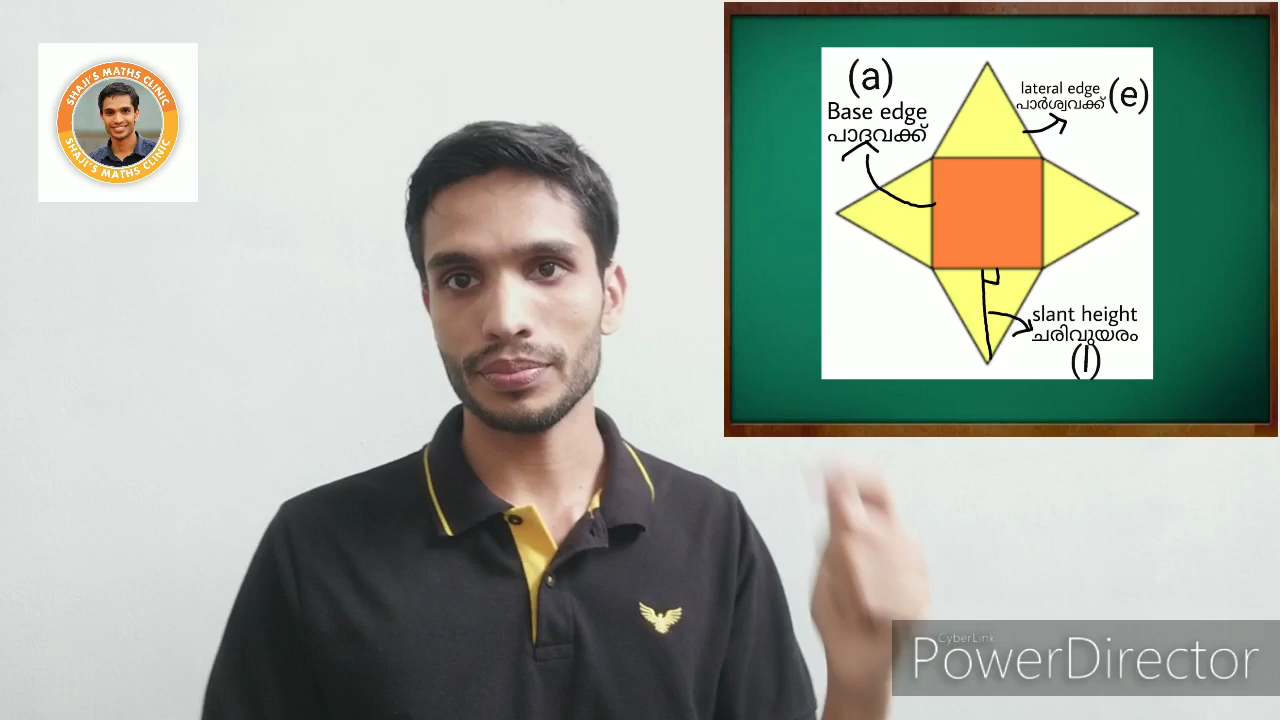 SHAJI'S MATHS CLINIC
SHAJI'S MATHS CLINIC
(a)
Base edge
പാദവക്ക്
lateral edge
പാർശ്വവക്ക്
(e)
slant height
ചരിവുയരം
(l)
CyberLink
PowerDirector